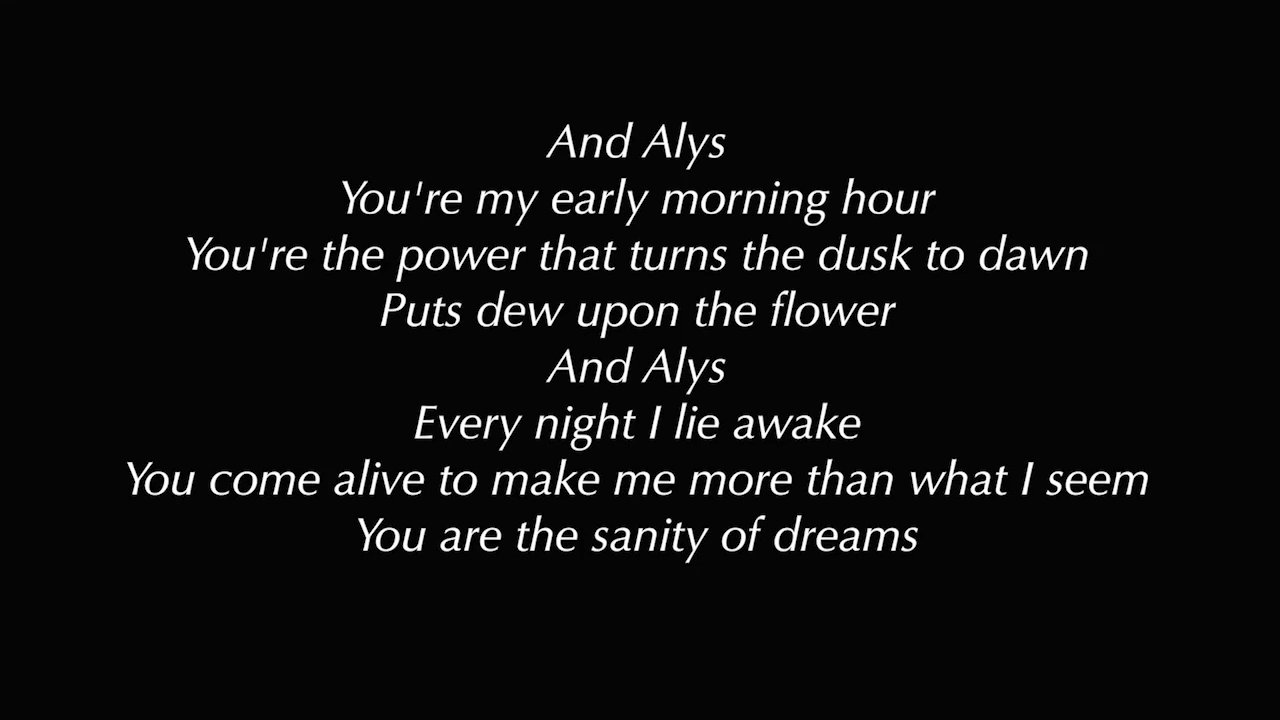 And Alys
You're my early morning hour
You're the power that turns the dusk to dawn
Puts dew upon the flower
And Alys
Every night I lie awake
You come alive to make me more than what I seem
You are the sanity of dreams